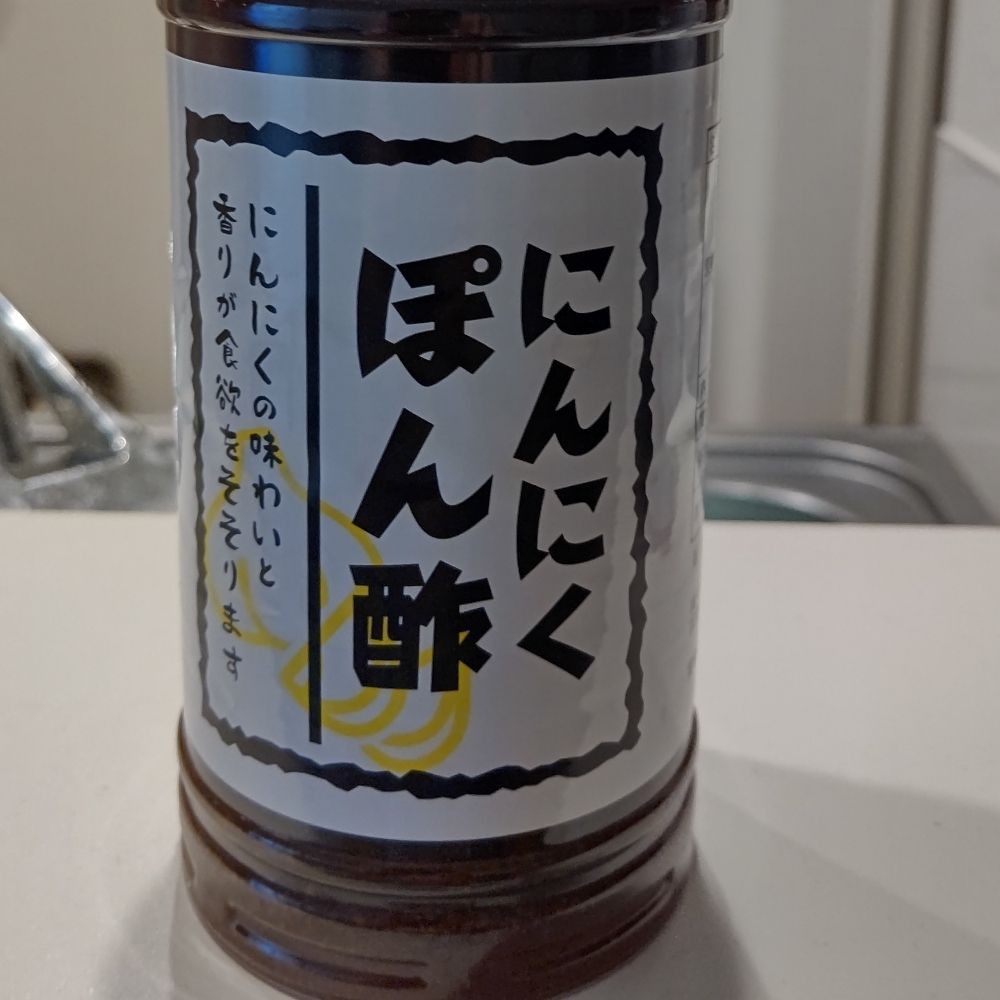 にんにく
ぽん酢
にんにくの味わいと
香りが食欲をそそります